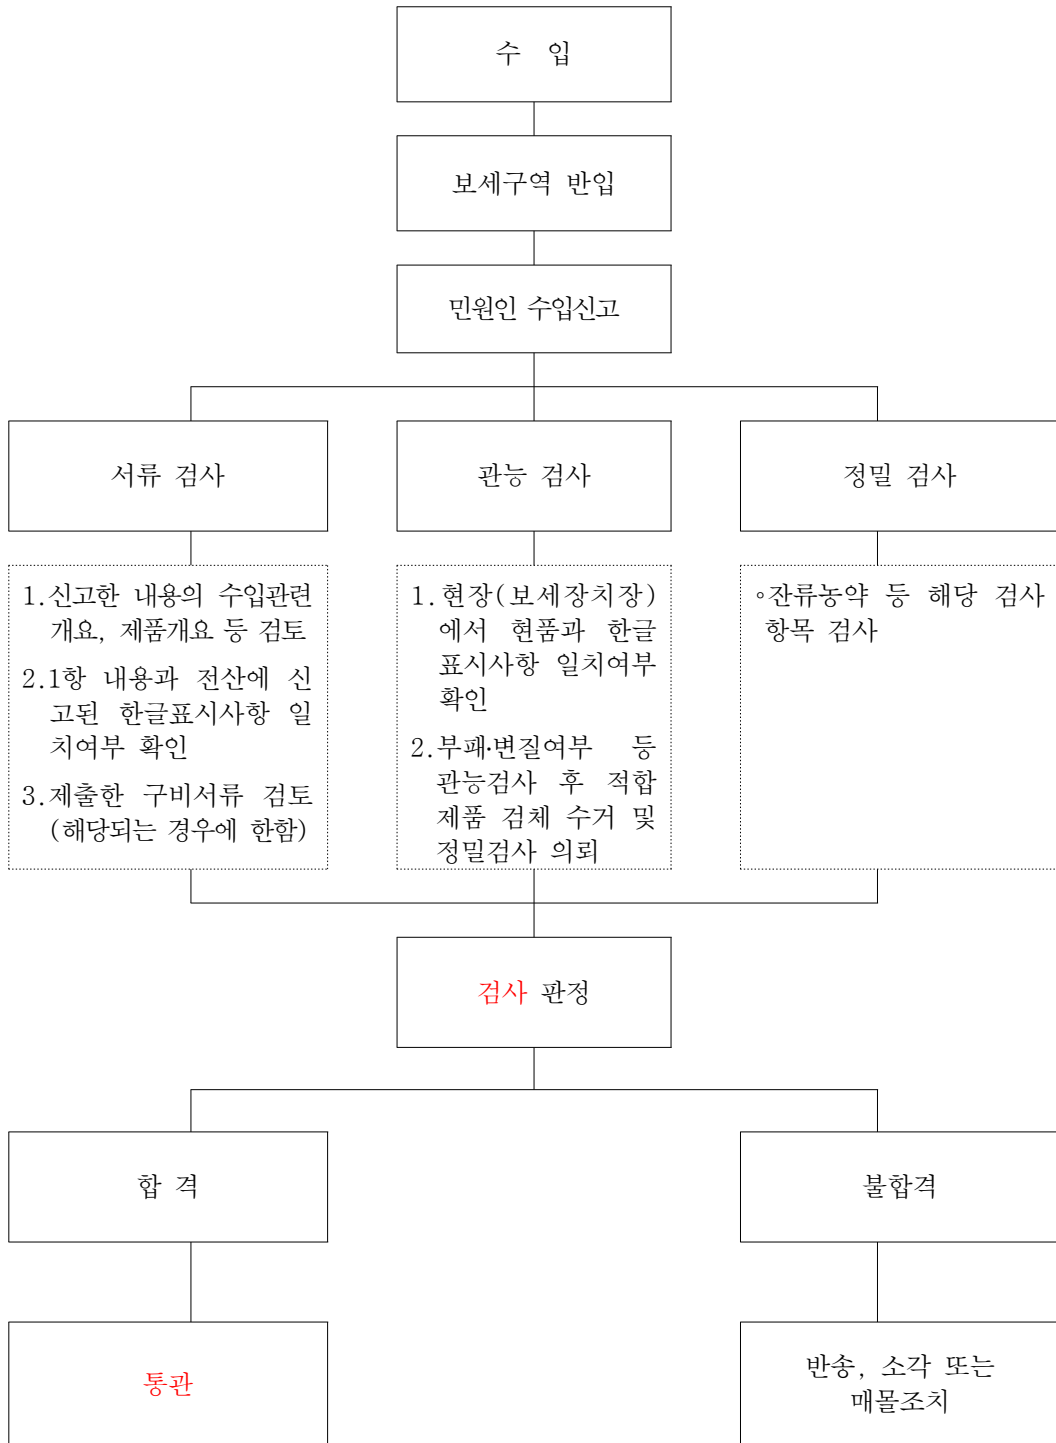 수 입
보세구역 반입
민원인 수입신고
서류 검사
관능 검사
정밀 검사
1.신고한 내용의 수입관련
개요, 제품개요 등 검토
2.1항 내용과 전산에 신
고된 한글표시사항 일
치여부 확인
3.제출한 구비서류 검토
(해당되는 경우에 한함)
1.현장(보세장치장)
에서 현품과 한글
표시사항 일치여부
확인
2.부패·변질여부 등
관능검사 후 적합
제품 검체 수거 및
정밀검사 의뢰
◦잔류농약 등 해당 검사
항목 검사
검사 판정
합 격
불합격
통관
반송, 소각 또는
매몰조치